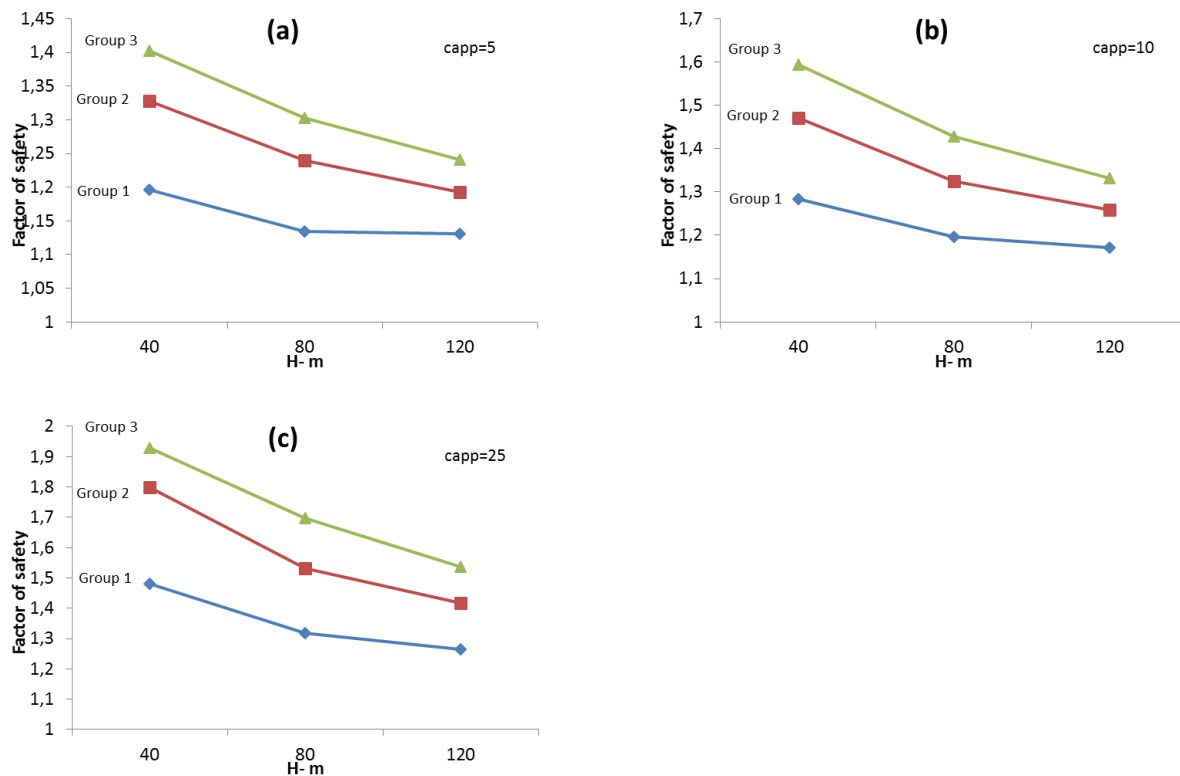 (a)
capp=5
Factor of safety
1,45
1,4
1,35
1,3
1,25
1,2
1,15
1,1
1,05
1
Group 3
Group 2
Group 1
40
80
120
H- m
(b)
capp=10
Factor of safety
1,7
1,6
1,5
1,4
1,3
1,2
1,1
1
Group 3
Group 2
Group 1
40
80
120
H- m
(c)
capp=25
Factor of safety
2
1,9
1,8
1,7
1,6
1,5
1,4
1,3
1,2
1,1
1
Group 3
Group 2
Group 1
40
80
120
H- m